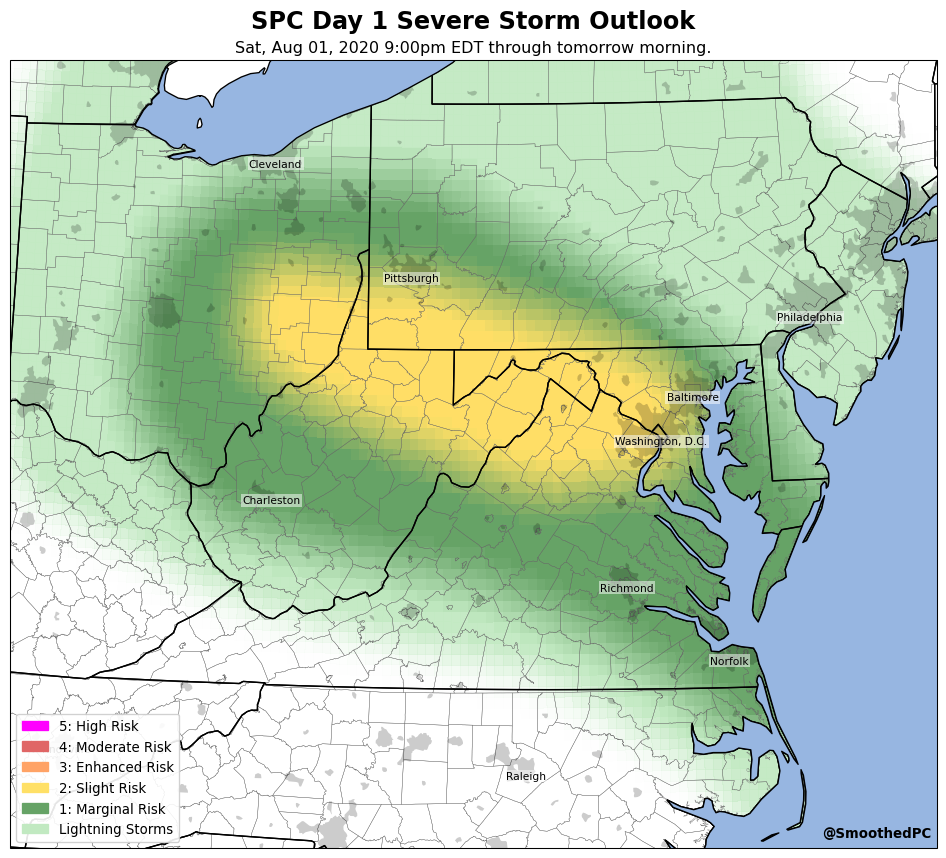 SPC Day 1 Severe Storm Outlook
Sat, Aug 01, 2020 9:00pm EDT through tomorrow morning.
Cleveland
Pittsburgh
Philadelphia
Baltimore
Washington, D.C.
Charleston
Richmond
Norfolk
Raleigh
5: High Risk
4: Moderate Risk
3: Enhanced Risk
2: Slight Risk
1: Marginal Risk
Lightning Storms
@SmoothedPC